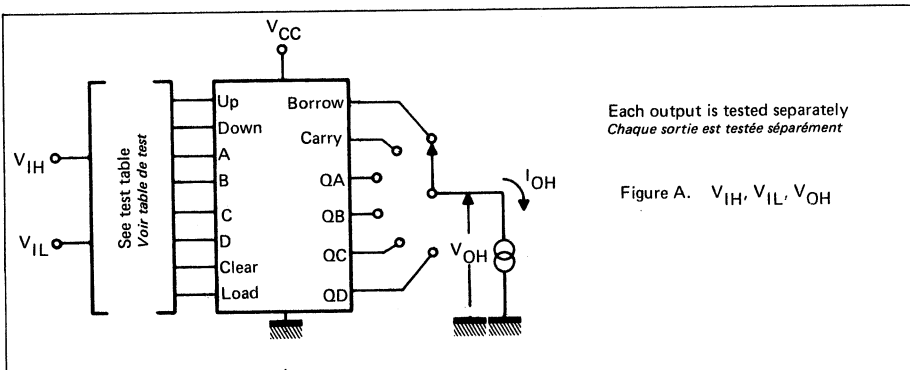 VCC
Up
Down
A
B
C
D
Clear
Load
Borrow
Carry
QA
QB
QC
QD
VIH
VIL
See test table
Voir table de test
VOH
IOH
Each output is tested separately
Chaque sortie est testée séparément
Figure A. VIH, VIL, VOH